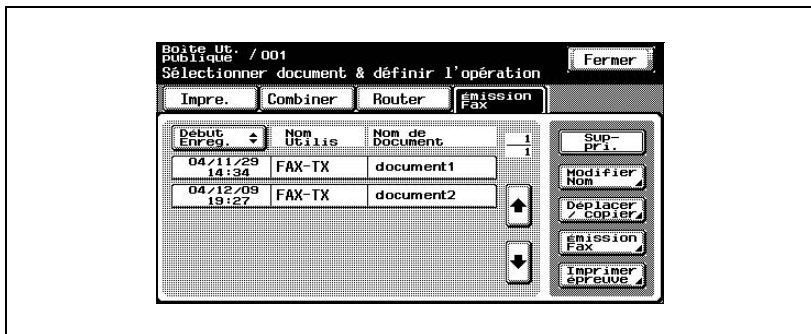 Boîte Ut.
publique / 001
Sélectionner document & définir l'opération
Fermer
Impre.
Combiner
Router
émission
Fax
Début
Enreg.
Nom
Utilis
Nom de
Document
1
1
04/11/29
14:34
FAX-TX
document1
04/12/09
19:27
FAX-TX
document2
Sup-
pri.
Modifier
Nom
Déplacer
/ copier
émission
Fax
Imprimer
épreuve